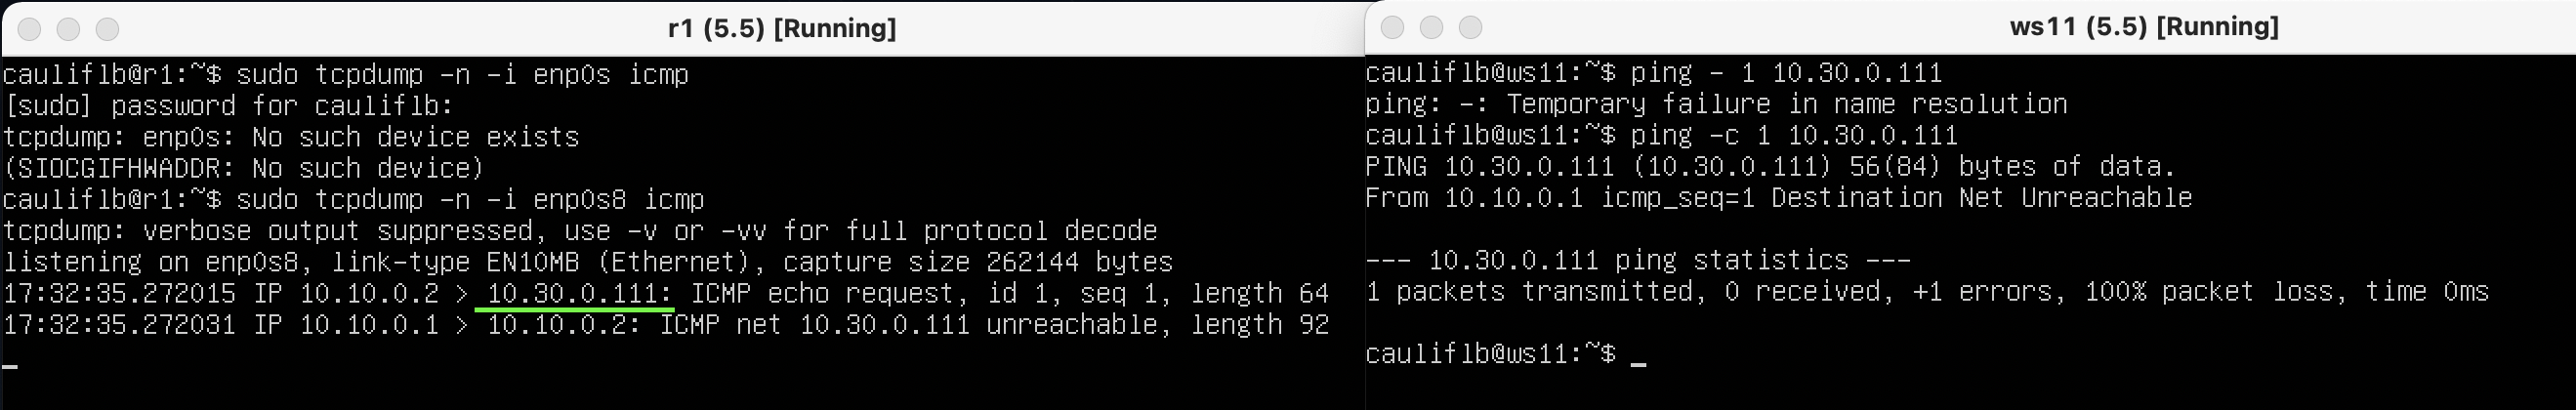 r1 (5.5) [Running]
cauliflb@r1:~$ sudo tcpdump -n -i enp0s icmp
[sudo] password for cauliflb:
tcpdump: enp0s: No such device exists
(SIOCGIFHWADDR: No such device)
cauliflb@r1:~$ sudo tcpdump -n -i enp0s8 icmp
tcpdump: verbose output suppressed, use -v or -vv for full protocol decode
listening on enp0s8, link-type EN10MB (Ethernet), capture size 262144 bytes
17:32:35.272015 IP 10.10.0.2 > 10.30.0.111: ICMP echo request, id 1, seq 1, length 64
17:32:35.272031 IP 10.10.0.1 > 10.10.0.2: ICMP net 10.30.0.111 unreachable, length 92
ws11 (5.5) [Running]
cauliflb@ws11:~$ ping - 1 10.30.0.111
ping: -: Temporary failure in name resolution
cauliflb@ws11:~$ ping -c 1 10.30.0.111
PING 10.30.0.111 (10.30.0.111) 56(84) bytes of data.
From 10.10.0.1 icmp_seq=1 Destination Net Unreachable
--- 10.30.0.111 ping statistics ---
1 packets transmitted, 0 received, +1 errors, 100% packet loss, time 0ms
cauliflb@ws11:~$ _